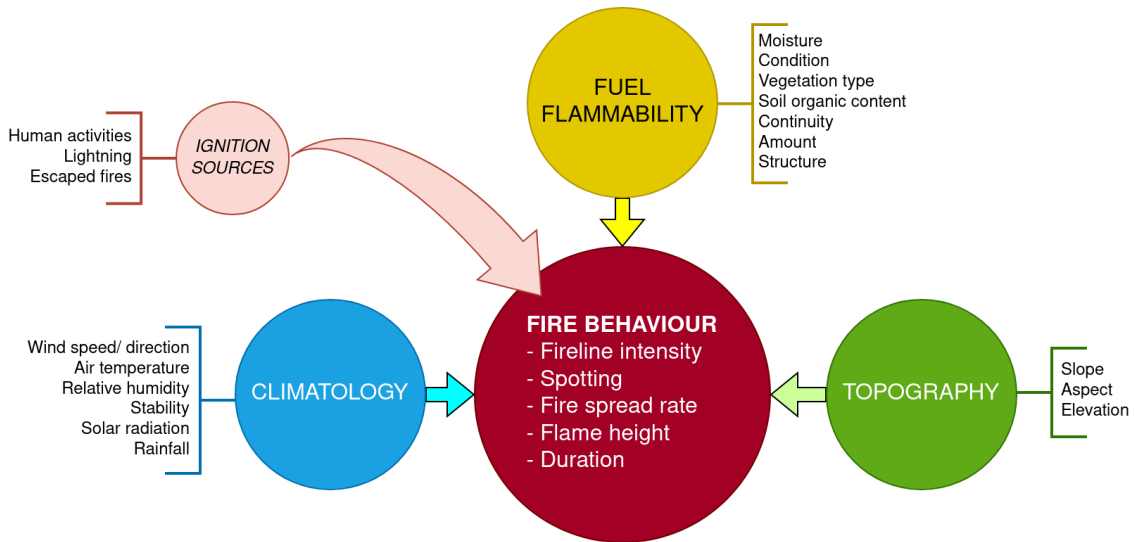 Human activities
Lightning
Escaped fires
IGNITION
SOURCES
FUEL
FLAMMABILITY
Moisture
Condition
Vegetation type
Soil organic content
Continuity
Amount
Structure
Wind speed/ direction
Air temperature
Relative humidity
Stability
Solar radiation
Rainfall
CLIMATOLOGY
FIRE BEHAVIOUR
- Fireline intensity
- Spotting
- Fire spread rate
- Flame height
- Duration
TOPOGRAPHY
Slope
Aspect
Elevation